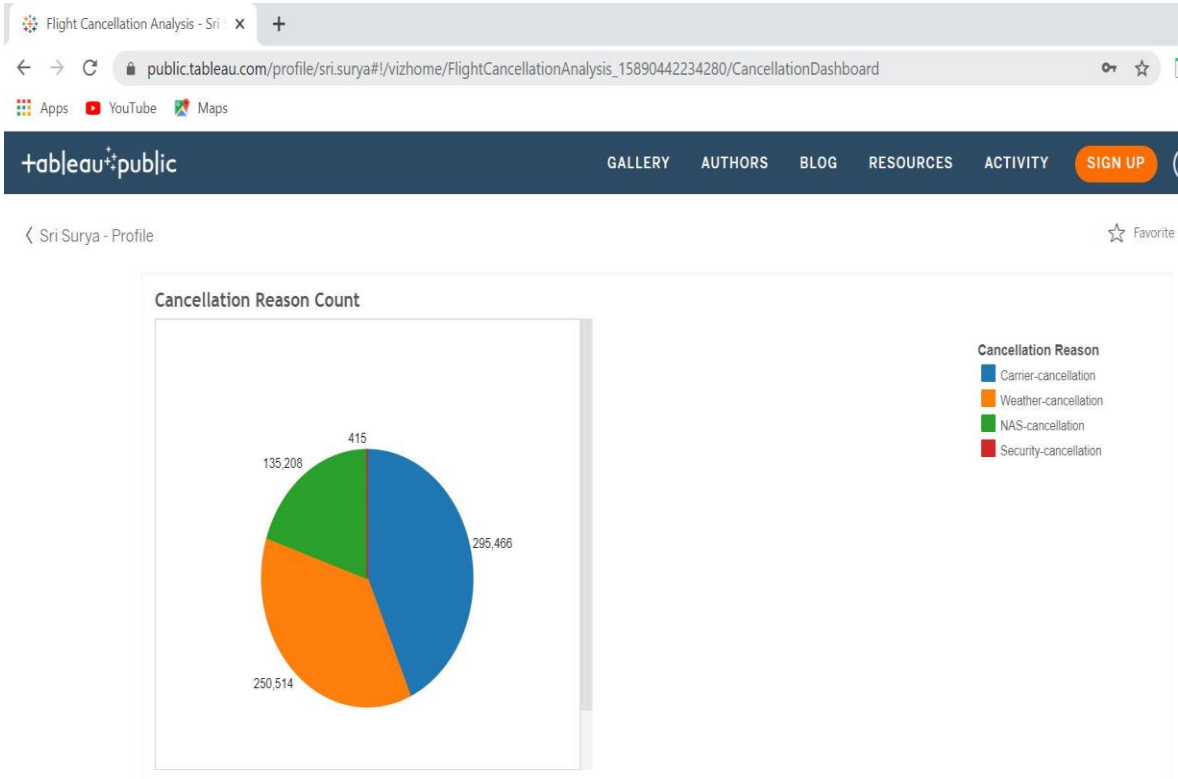 Flight Cancellation Analysis - Sri
public.tableau.com/profile/sri.surya#!/vizhome/FlightCancellationAnalysis_15890442234280/CancellationDashboard
Apps YouTube Maps
+ableau public GALLERY AUTHORS BLOG RESOURCES ACTIVITY SIGN UP
Sri Surya - Profile Favorite
Cancellation Reason Count
Cancellation Reason
Carrier-cancellation
Weather-cancellation
NAS-cancellation
Security-cancellation
415
135,208
295,466
250,514